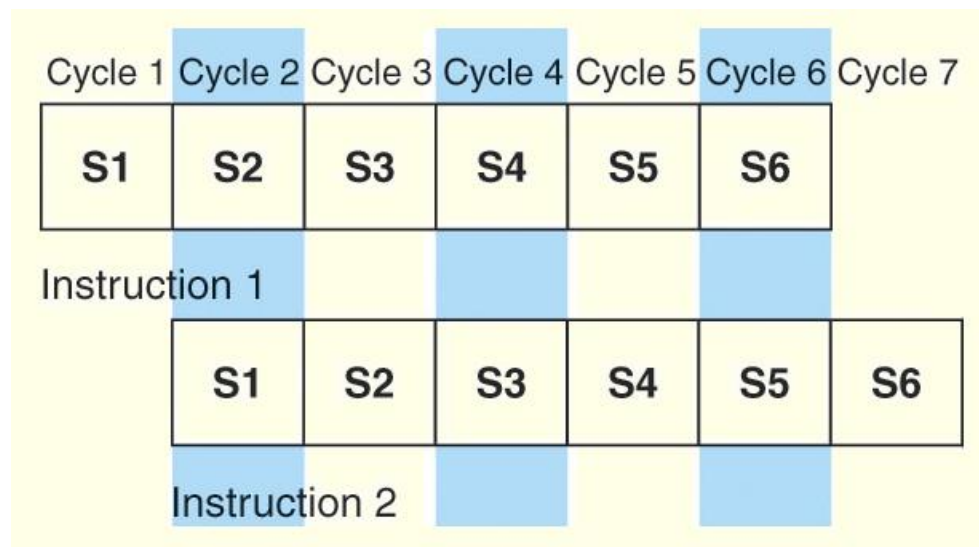 Cycle 1 Cycle 2 Cycle 3 Cycle 4 Cycle 5 Cycle 6 Cycle 7
S1 S2 S3 S4 S5 S6
Instruction 1
S1 S2 S3 S4 S5 S6
Instruction 2